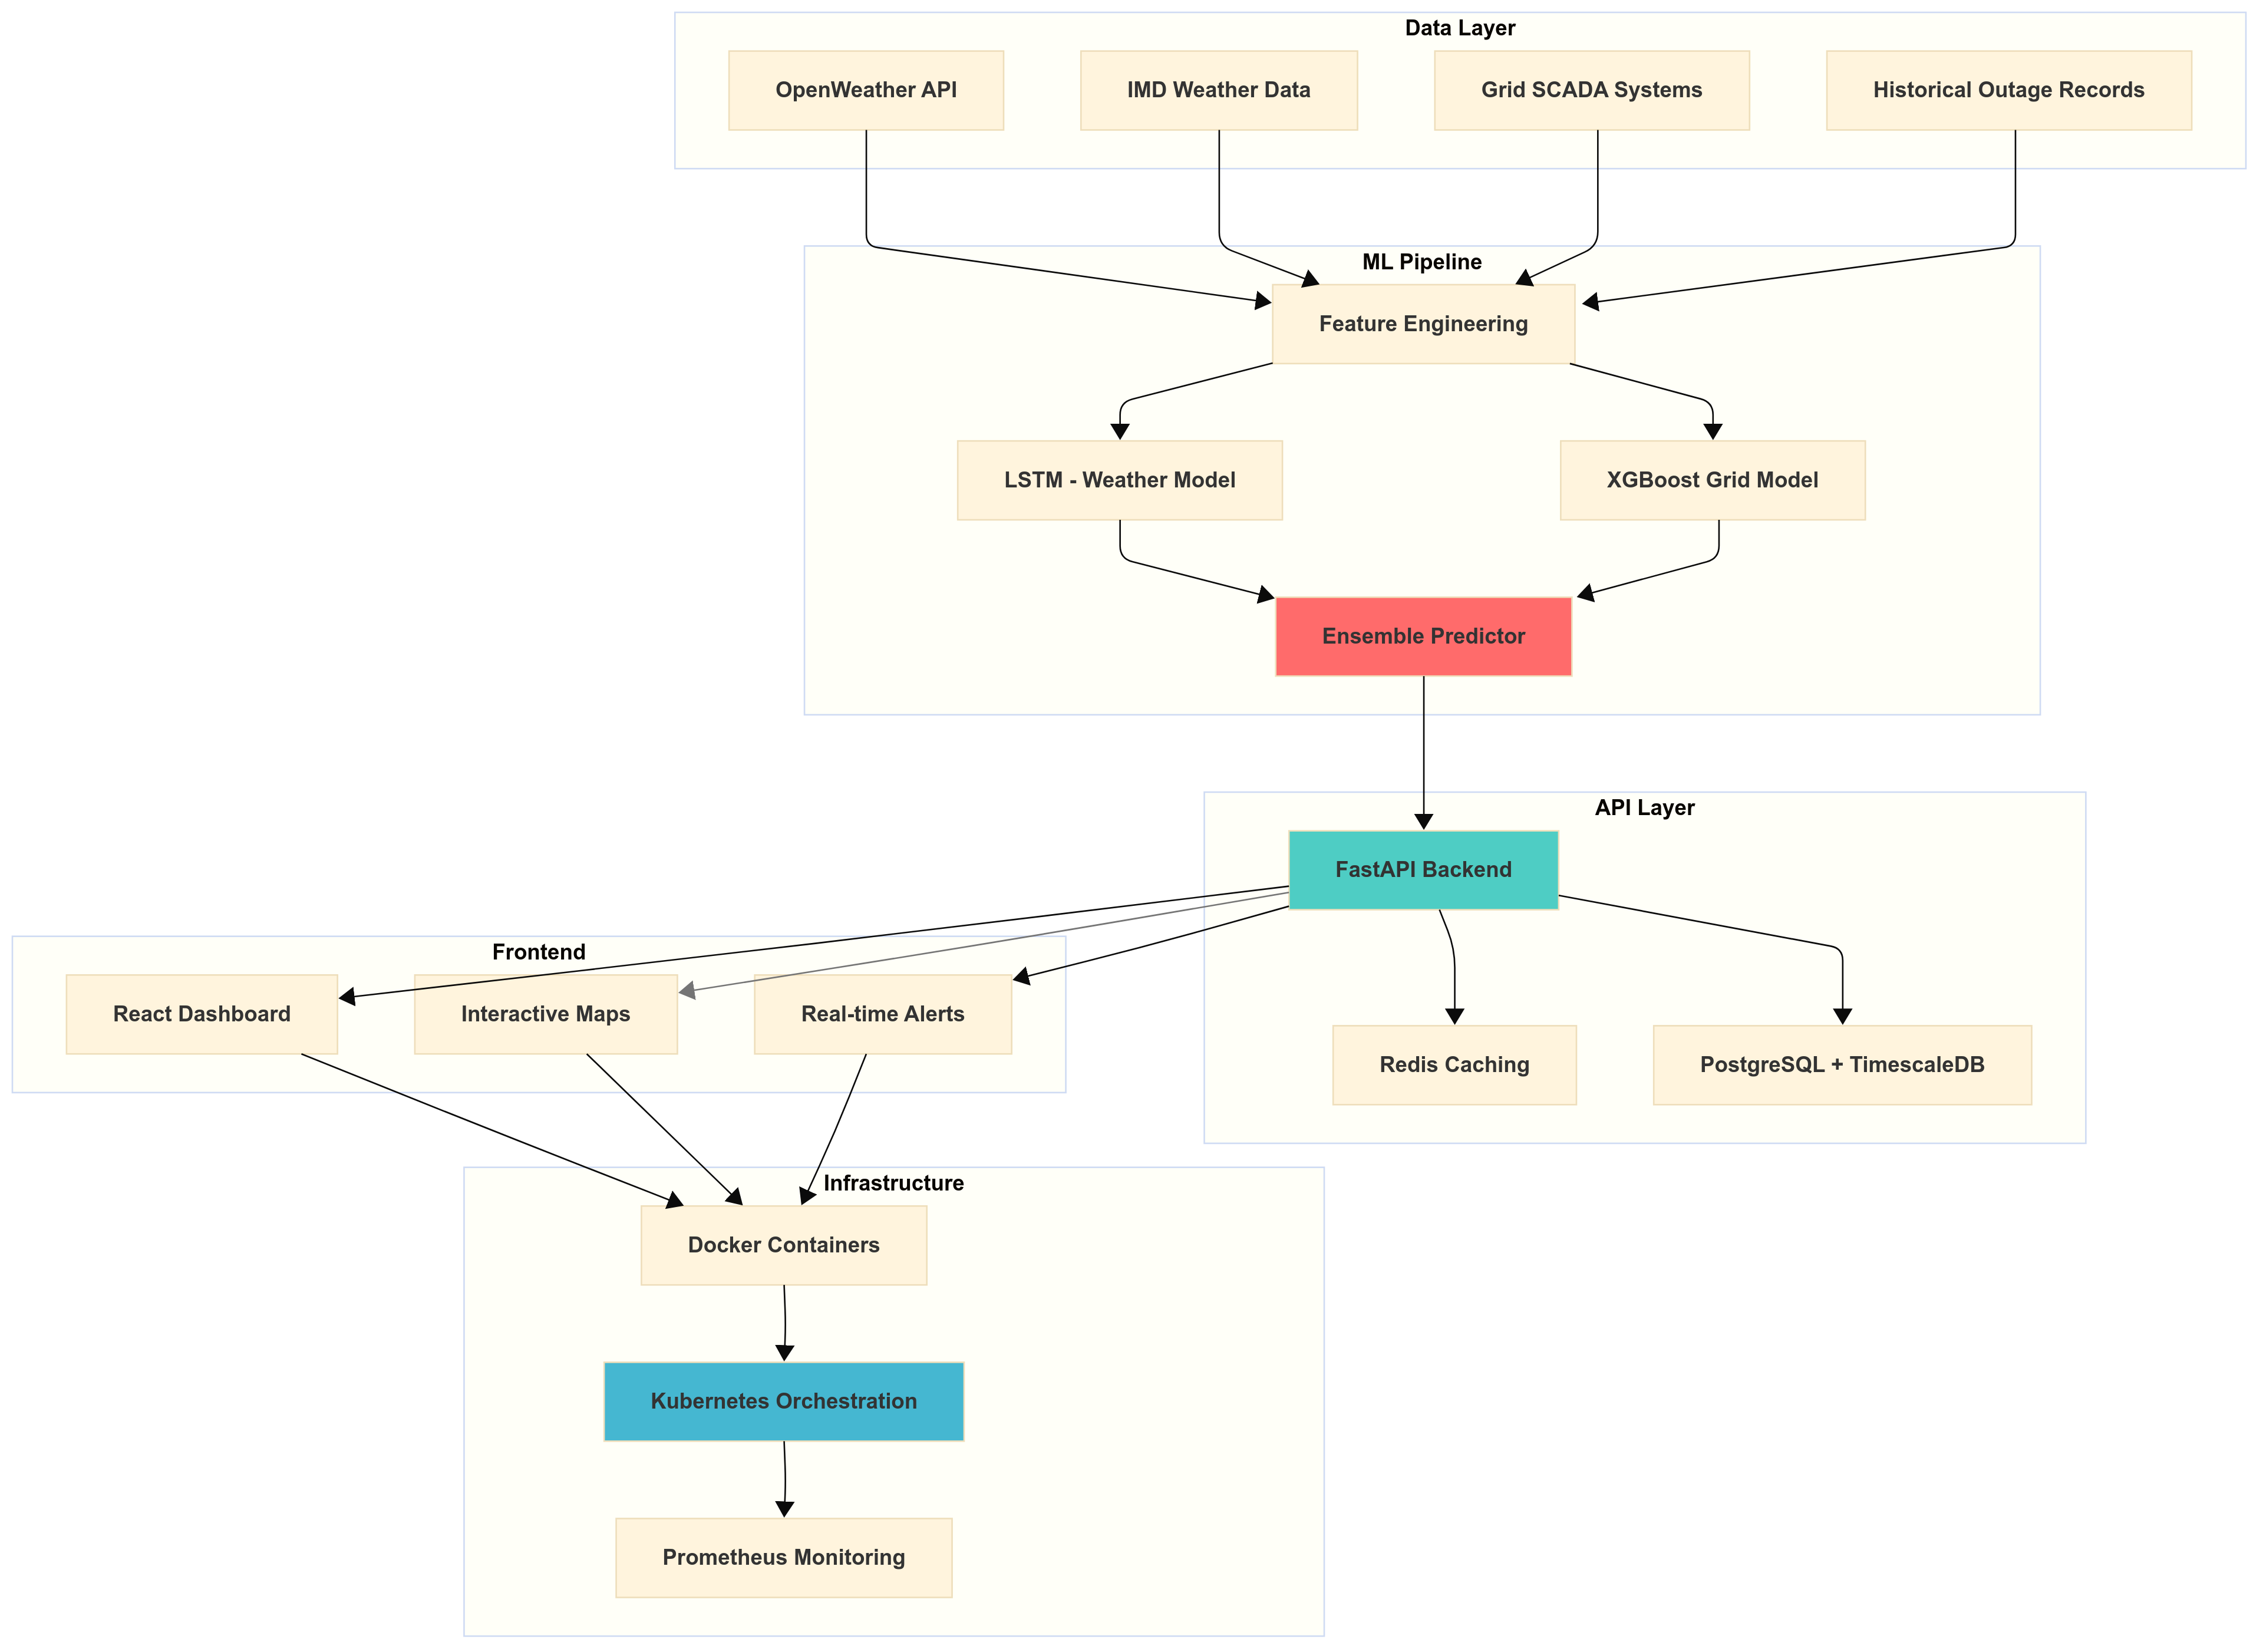 Data Layer
OpenWeather API
IMD Weather Data
Grid SCADA Systems
Historical Outage Records
ML Pipeline
Feature Engineering
LSTM - Weather Model
XGBoost Grid Model
Ensemble Predictor
API Layer
FastAPI Backend
Redis Caching
PostgreSQL + TimescaleDB
Frontend
React Dashboard
Interactive Maps
Real-time Alerts
Infrastructure
Docker Containers
Kubernetes Orchestration
Prometheus Monitoring